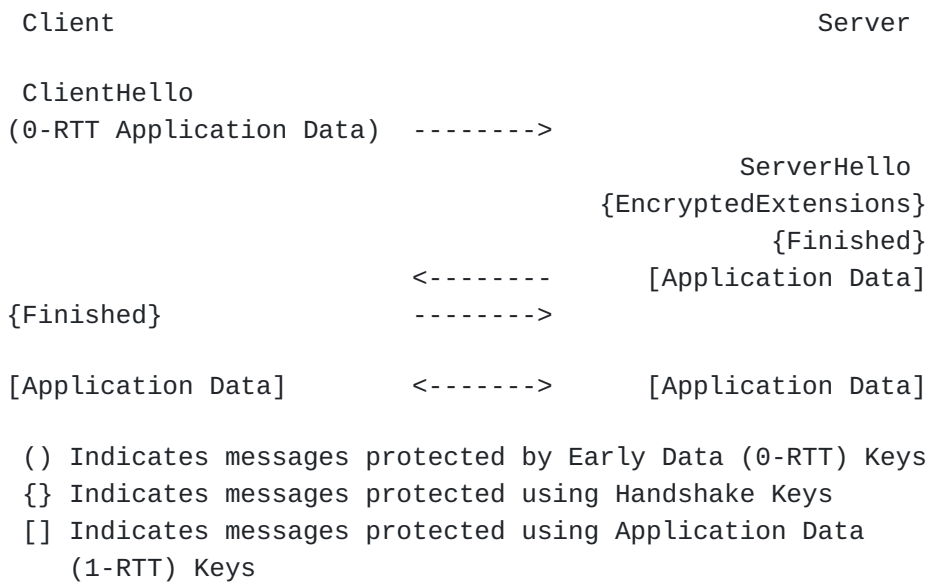 Client                                             Server
ClientHello
(0-RTT Application Data)  -------->
ServerHello
{EncryptedExtensions}
{Finished}
<--------      [Application Data]
{Finished}                -------->
[Application Data]        <------->      [Application Data]
() Indicates messages protected by Early Data (0-RTT) Keys
{} Indicates messages protected using Handshake Keys
[] Indicates messages protected using Application Data
(1-RTT) Keys